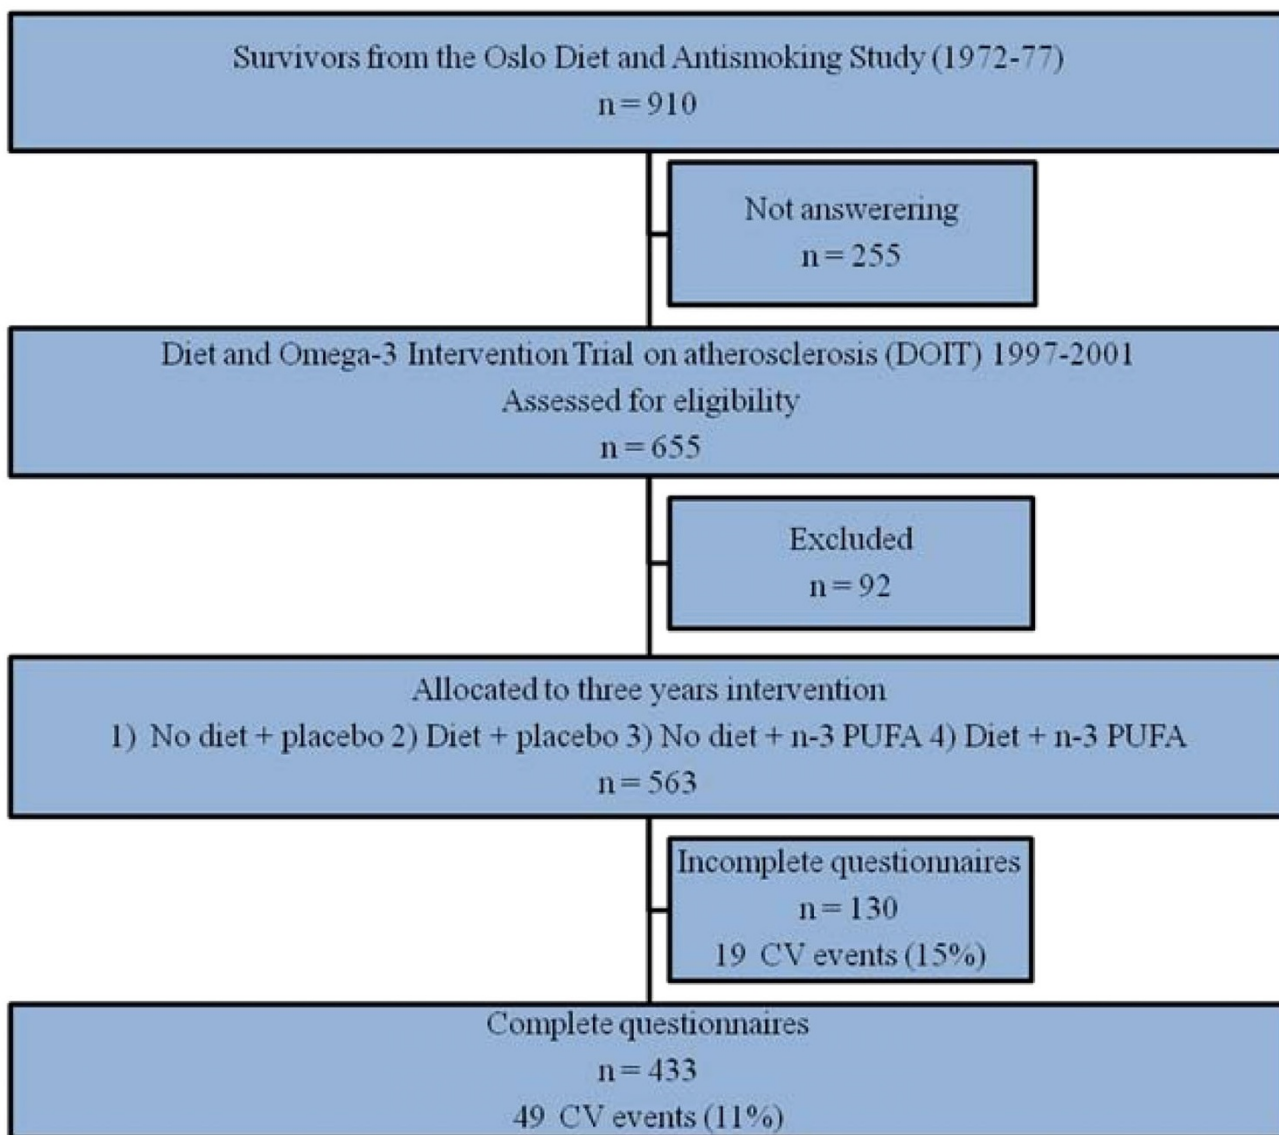 Survivors from the Oslo Diet and Antismoking Study (1972-77)
n = 910
Not answerering
n = 255
Diet and Omega-3 Intervention Trial on atherosclerosis (DOIT) 1997-2001
Assessed for eligibility
n = 655
Excluded
n = 92
Allocated to three years intervention
1) No diet + placebo 2) Diet + placebo 3) No diet + n-3 PUFA 4) Diet + n-3 PUFA
n = 563
Incomplete questionnaires
n = 130
19 CV events (15%)
Complete questionnaires
n = 433
49 CV events (11%)